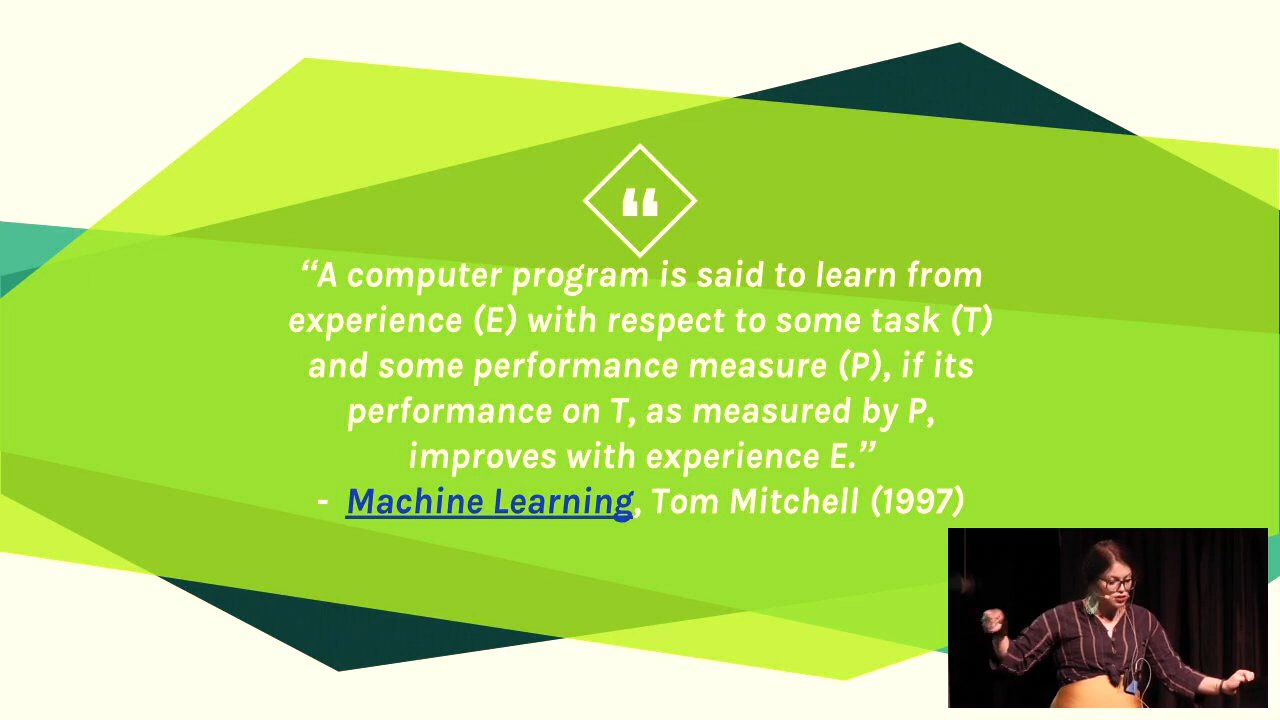 ❝
“A computer program is said to learn from
experience (E) with respect to some task (T)
and some performance measure (P), if its
performance on T, as measured by P,
improves with experience E.”
- Machine Learning, Tom Mitchell (1997)